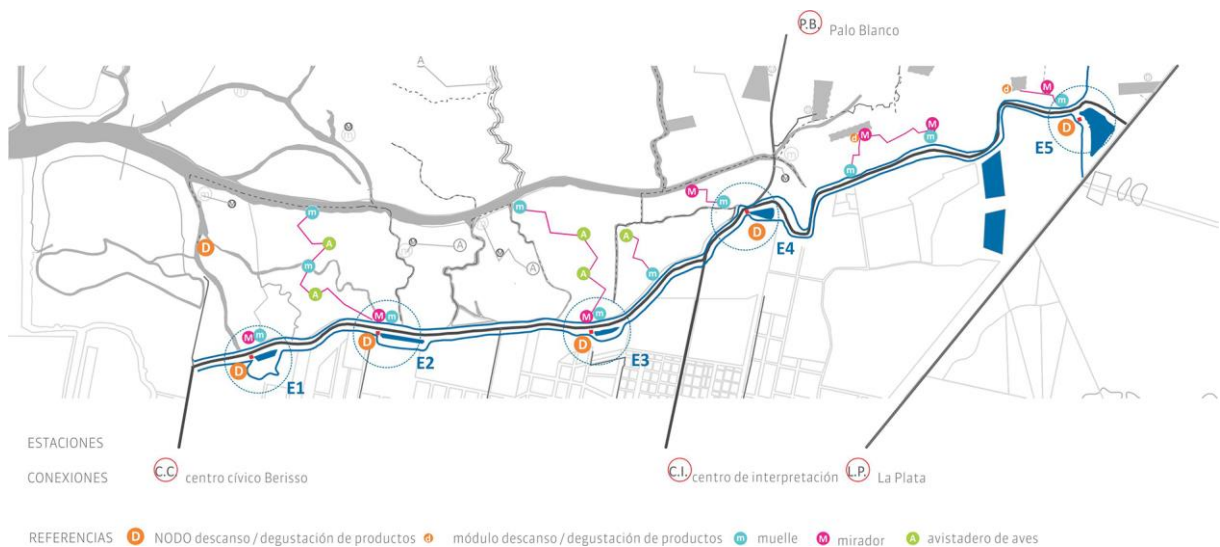 P.B. Palo Blanco
A
M
m
M
m
d
M
m
D
E5
M
d
M
m
m
M
M
m
D
E4
m
M
D
m
A
m
A
M
A
A
m
A
A
A
m
M
m
D
E1
M
m
D
E2
M
m
D
E3
ESTACIONES
CONEXIONES C.C centro cívico Berisso C.I. centro de interpretación L.P. La Plata
REFERENCIAS D NODO descanso / degustación de productos d módulo descanso / degustación de productos m muelle M mirador A avistadero de aves